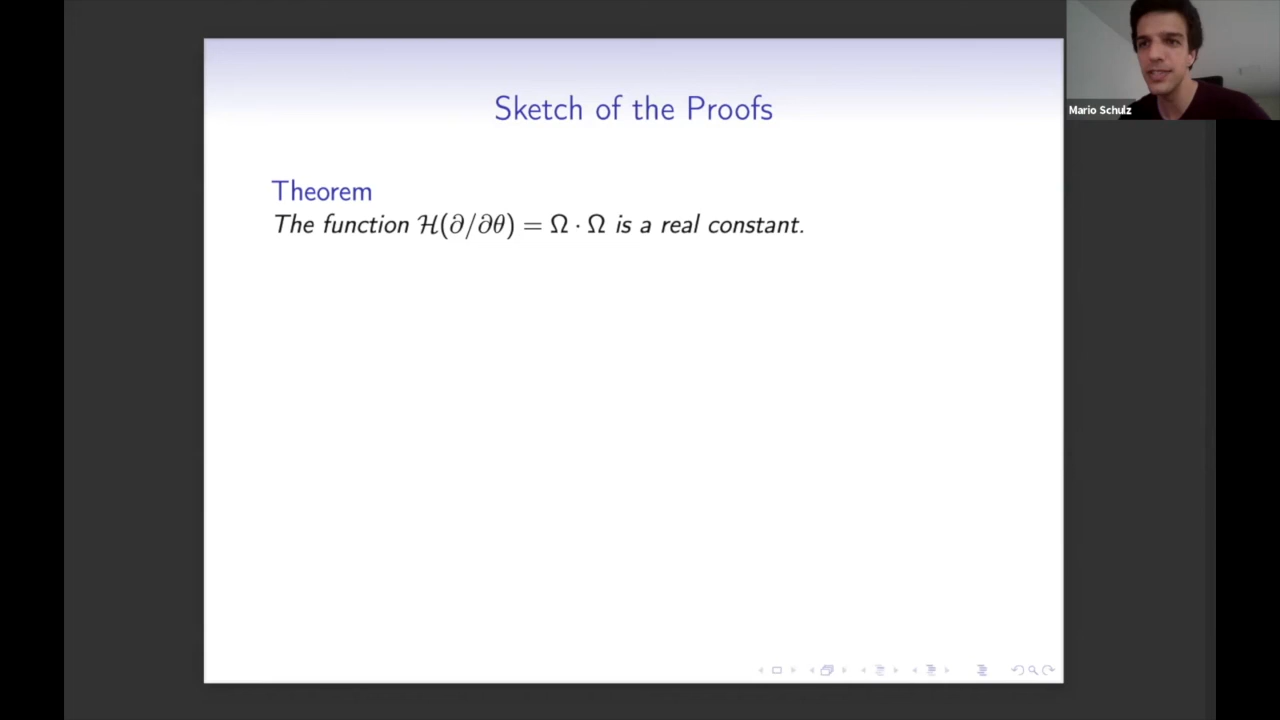 Sketch of the Proofs
Mario Schulz
Theorem
The function ℋ(∂/∂θ) = Ω · Ω is a real constant.